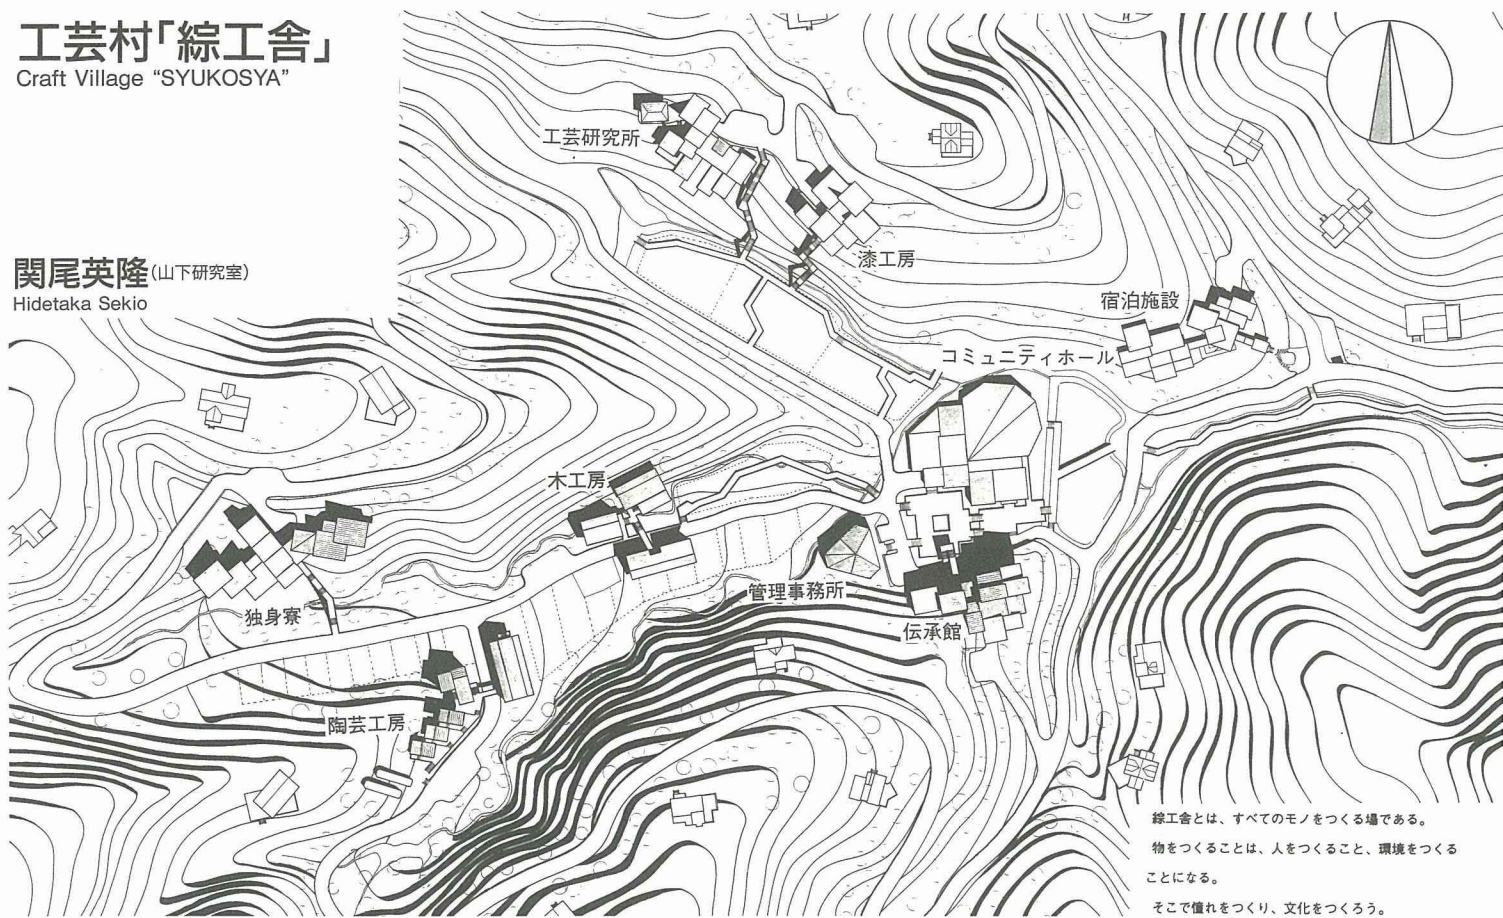 工芸村「綜工舎」
Craft Village “SYUKOSYA”
関尾英隆(山下研究室)
Hidetaka Sekio
工芸研究所
漆工房
宿泊施設
コミュニティホール
木工房
独身寮
管理事務所
伝承館
陶芸工房
綜工舎とは、すべてのモノをつくる場である。
物をつくることは、人をつくること、環境をつくる
ことになる。
そこで憧れをつくり、文化をつくろう。